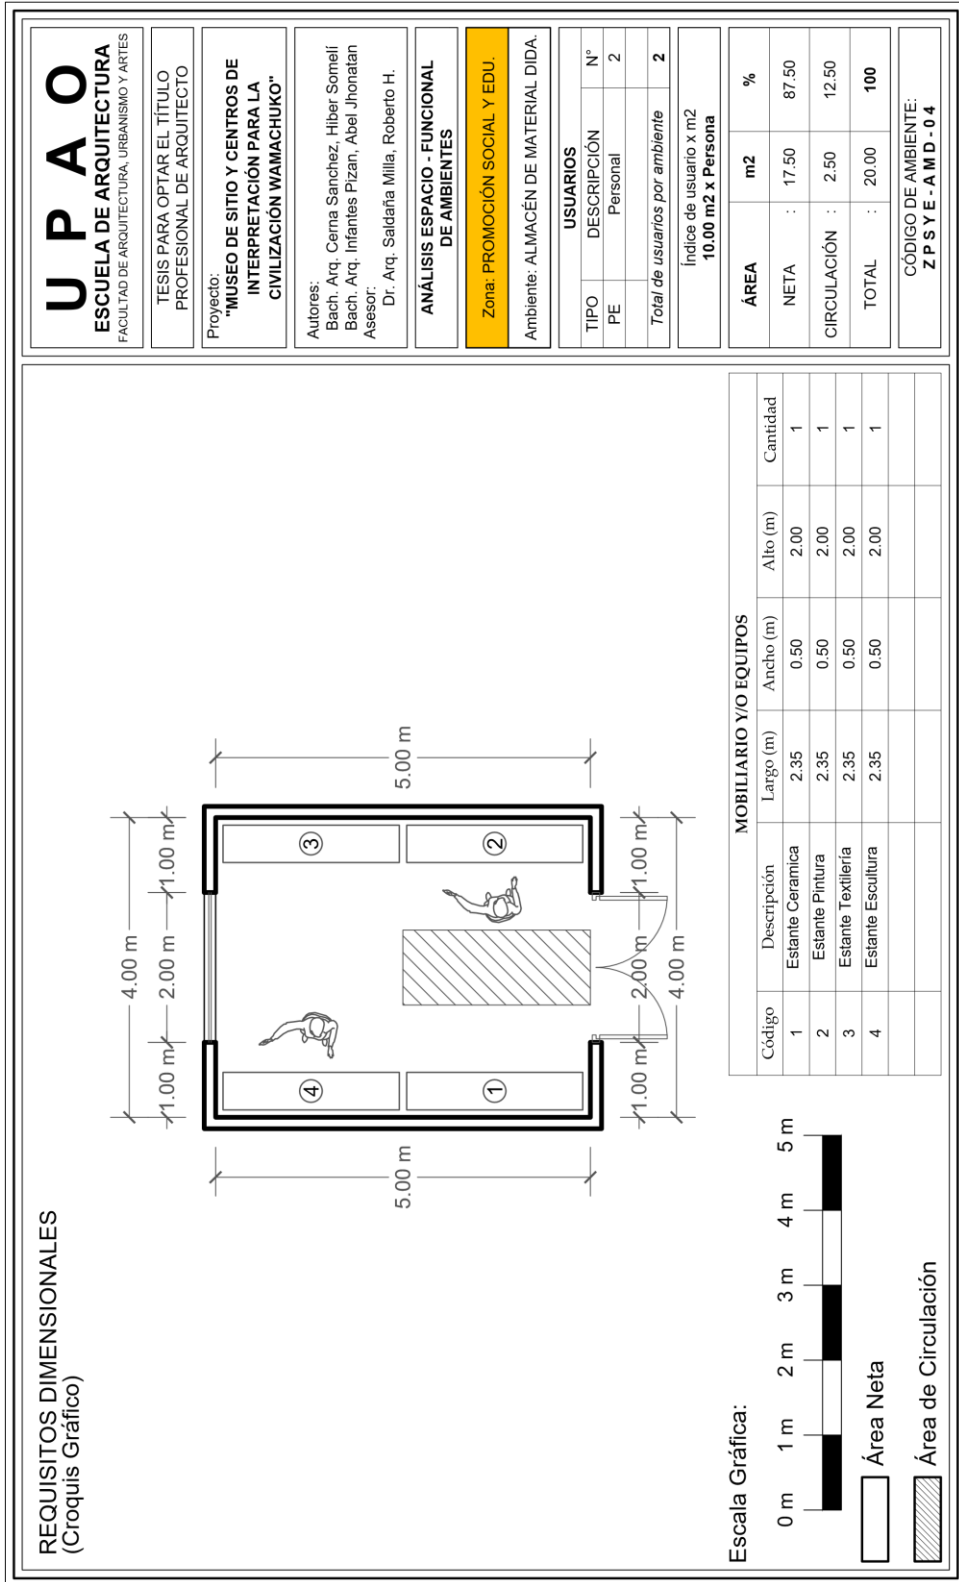 REQUISITOS DIMENSIONALES
(Croquis Gráfico)
4.00 m
1.00 m
2.00 m
1.00 m
5.00 m
5.00 m
4
3
1
2
1.00 m
2.00 m
1.00 m
4.00 m
Escala Gráfica:
0 m 1 m 2 m 3 m 4 m 5 m
Área Neta
Área de Circulación
MOBILIARIO Y/O EQUIPOS
Código Descripción Largo (m) Ancho (m) Alto (m) Cantidad
1 Estante Ceramica 2.35 0.50 2.00 1
2 Estante Pintura 2.35 0.50 2.00 1
3 Estante Textilería 2.35 0.50 2.00 1
4 Estante Escultura 2.35 0.50 2.00 1
U P A O
ESCUELA DE ARQUITECTURA
FACULTAD DE ARQUITECTURA, URBANISMO Y ARTES
TESIS PARA OPTAR EL TÍTULO
PROFESIONAL DE ARQUITECTO
Proyecto:
"MUSEO DE SITIO Y CENTROS DE
INTERPRETACIÓN PARA LA
CIVILIZACIÓN WAMACHUKO"
Autores:
Bach. Arq. Cerna Sanchez, Hiber Somelí
Bach. Arq. Infantes Pizan, Abel Jhonatan
Asesor:
Dr. Arq. Saldaña Milla, Roberto H.
ANÁLISIS ESPACIO - FUNCIONAL
DE AMBIENTES
Zona: PROMOCIÓN SOCIAL Y EDU.
Ambiente: ALMACÉN DE MATERIAL DIDA.
USUARIOS
TIPO DESCRIPCIÓN N°
PE Personal 2
Total de usuarios por ambiente 2
Índice de usuario x m2
10.00 m2 x Persona
ÁREA m2 %
NETA : 17.50 87.50
CIRCULACIÓN : 2.50 12.50
TOTAL : 20.00 100
CÓDIGO DE AMBIENTE:
Z P S Y E - A M D - 0 4